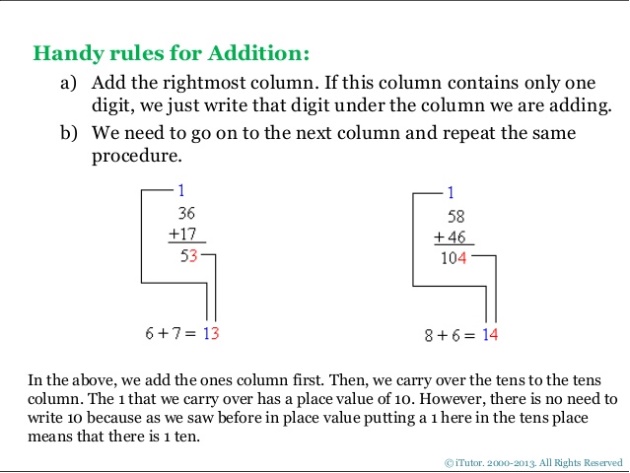 Handy rules for Addition:
a) Add the rightmost column. If this column contains only one
digit, we just write that digit under the column we are adding.
b) We need to go on to the next column and repeat the same
procedure.
1
36
+17
53
6+7= 13
1
58
+46
104
8+6= 14
In the above, we add the ones column first. Then, we carry over the tens to the tens
column. The 1 that we carry over has a place value of 10. However, there is no need to
write 10 because as we saw before in place value putting a 1 here in the tens place
means that there is 1 ten.
©iTutor. 2000-2013. All Rights Reserved